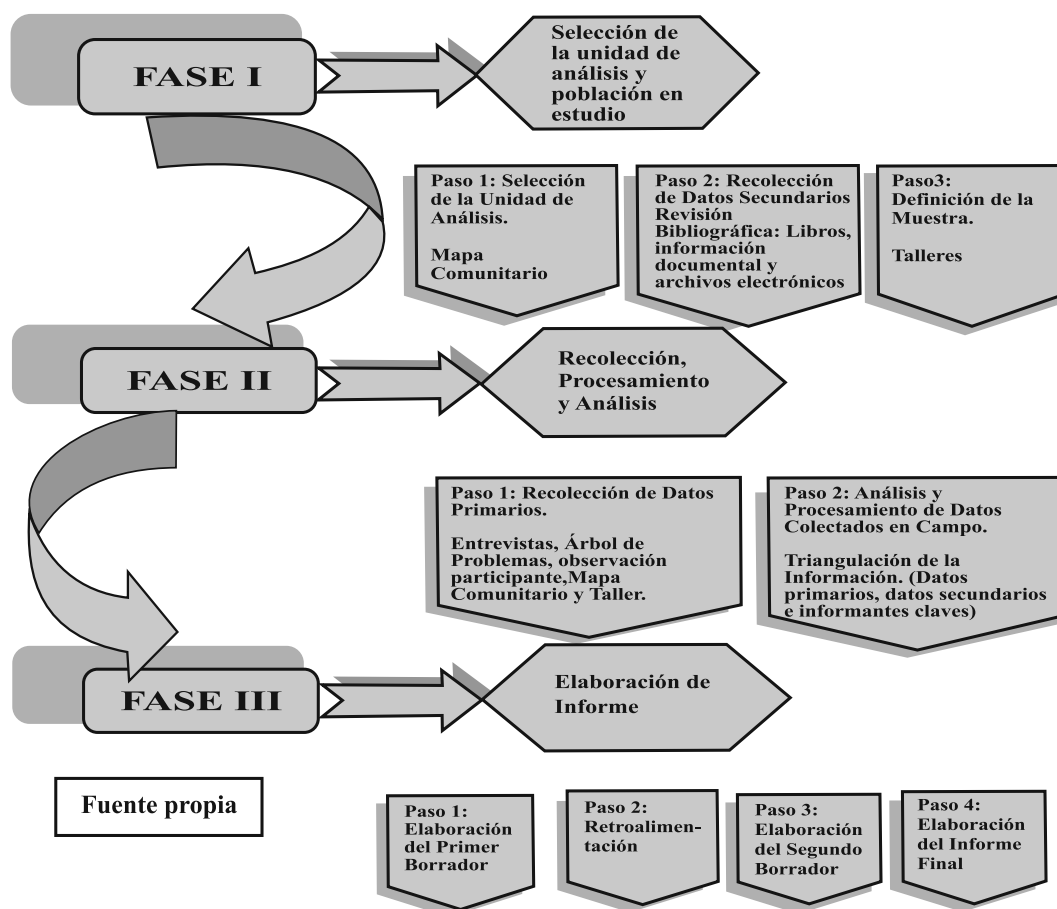 FASE I
Selección de
la unidad de
análisis y
población en
estudio
Paso 1: Selección
de la Unidad de
Análisis.
Mapa
Comunitario
Paso 2: Recolección
de Datos Secundarios
Revisión
Bibliográfica: Libros,
información
documental y
archivos electrónicos
Paso3:
Definición de la
Muestra.
Talleres
FASE II
Recolección,
Procesamiento
y Análisis
Paso 1: Recolección de Datos
Primarios.
Entrevistas, Árbol de
Problemas, observación
participante,Mapa
Comunitario y Taller.
Paso 2: Análisis y
Procesamiento de Datos
Colectados en Campo.
Triangulación de la
Información. (Datos
primarios, datos secundarios
e informantes claves)
FASE III
Elaboración de
Informe
Fuente propia
Paso 1:
Elaboración
del Primer
Borrador
Paso 2:
Retroalimen-
tación
Paso 3:
Elaboración
del Segundo
Borrador
Paso 4:
Elaboración
del Informe
Final